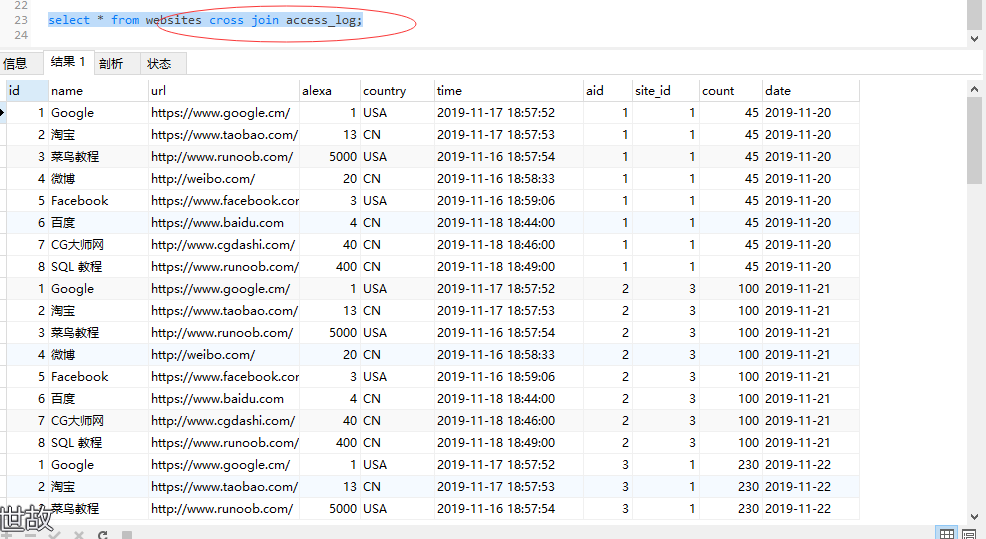 22
23 select * from websites cross join access_log;
24
信息 结果 1 剖析 状态
id name url alexa country time aid site_id count date
1 Google https://www.google.cm/ 1 USA 2019-11-17 18:57:52 1 1 45 2019-11-20
2 淘宝 https://www.taobao.com/ 13 CN 2019-11-17 18:57:53 1 1 45 2019-11-20
3 菜鸟教程 http://www.runoob.com/ 5000 USA 2019-11-16 18:57:54 1 1 45 2019-11-20
4 微博 http://weibo.com/ 20 CN 2019-11-16 18:58:33 1 1 45 2019-11-20
5 Facebook https://www.facebook.cor 3 USA 2019-11-16 18:59:06 1 1 45 2019-11-20
6 百度 https://www.baidu.com 4 CN 2019-11-18 18:44:00 1 1 45 2019-11-20
7 CG大师网 http://www.cgdashi.com/ 40 CN 2019-11-18 18:46:00 1 1 45 2019-11-20
8 SQL 教程 https://www.runoob.com/ 400 CN 2019-11-18 18:49:00 1 1 45 2019-11-20
1 Google https://www.google.cm/ 1 USA 2019-11-17 18:57:52 2 3 100 2019-11-21
2 淘宝 https://www.taobao.com/ 13 CN 2019-11-17 18:57:53 2 3 100 2019-11-21
3 菜鸟教程 http://www.runoob.com/ 5000 USA 2019-11-16 18:57:54 2 3 100 2019-11-21
4 微博 http://weibo.com/ 20 CN 2019-11-16 18:58:33 2 3 100 2019-11-21
5 Facebook https://www.facebook.cor 3 USA 2019-11-16 18:59:06 2 3 100 2019-11-21
6 百度 https://www.baidu.com 4 CN 2019-11-18 18:44:00 2 3 100 2019-11-21
7 CG大师网 http://www.cgdashi.com/ 40 CN 2019-11-18 18:46:00 2 3 100 2019-11-21
8 SQL 教程 https://www.runoob.com/ 400 CN 2019-11-18 18:49:00 2 3 100 2019-11-21
1 Google https://www.google.cm/ 1 USA 2019-11-17 18:57:52 3 1 230 2019-11-22
2 淘宝 https://www.taobao.com/ 13 CN 2019-11-17 18:57:53 3 1 230 2019-11-22
菜鸟教程 http://www.runoob.com/ 5000 USA 2019-11-16 18:57:54 3 1 230 2019-11-22
世故